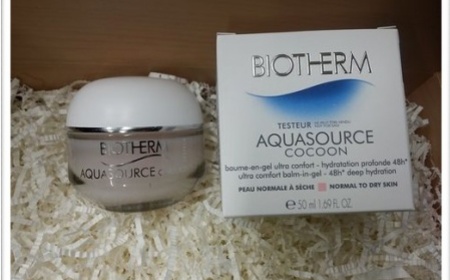 BIOTHERM
AQUASOURCE
BIOTHERM
TESTEUR
AQUASOURCE
COCOON
baume-en-gel ultra confort - hydratation profonde 48h*
ultra comfort balm-in-gel - 48h* deep hydration
PEAU NORMALE À SÈCHE NORMAL TO DRY SKIN
e 50 ml 1.69 FL.OZ.